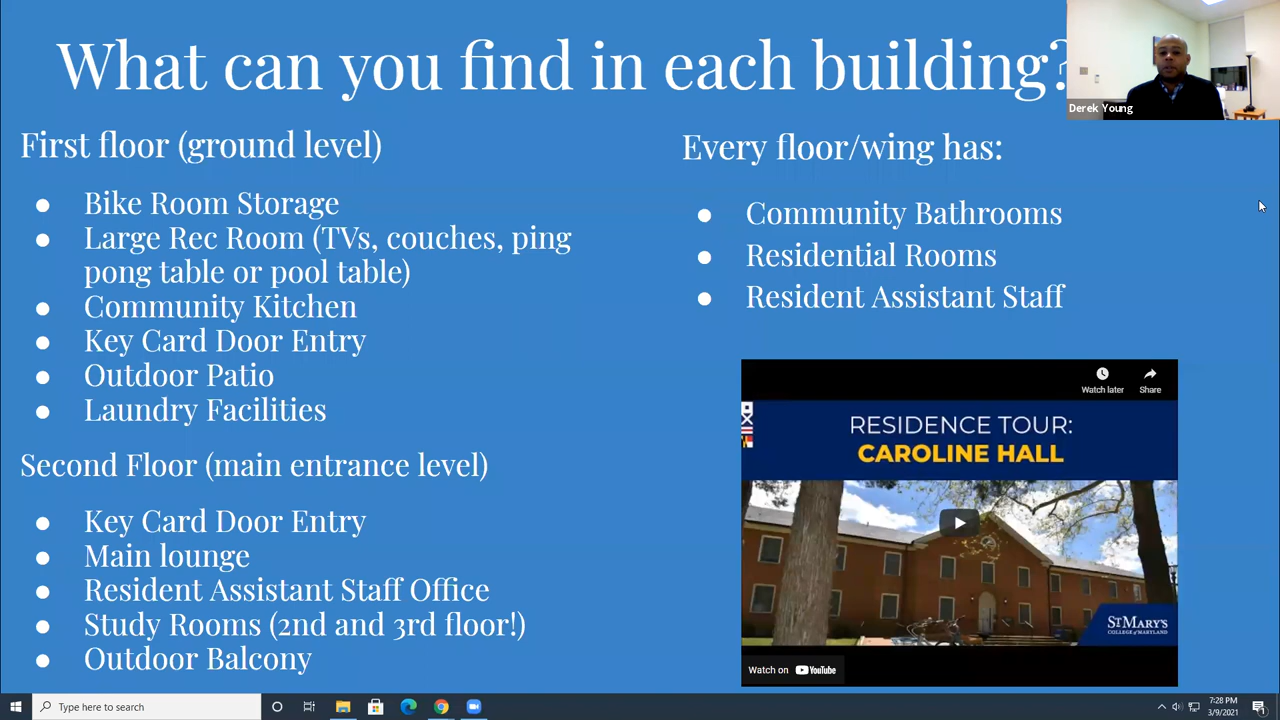 What can you find in each building?
Derek Young
First floor (ground level)
Bike Room Storage
Large Rec Room (TVs, couches, ping
pong table or pool table)
Community Kitchen
Key Card Door Entry
Outdoor Patio
Laundry Facilities
Second Floor (main entrance level)
Key Card Door Entry
Main lounge
Resident Assistant Staff Office
Study Rooms (2nd and 3rd floor!)
Outdoor Balcony
Every floor/wing has:
Community Bathrooms
Residential Rooms
Resident Assistant Staff
Watch later
Share
RESIDENCE TOUR:
CAROLINE HALL
ST MARY'S
COLLEGE of MARYLAND
Watch on YouTube
Type here to search
7:28 PM
3/9/2021
1